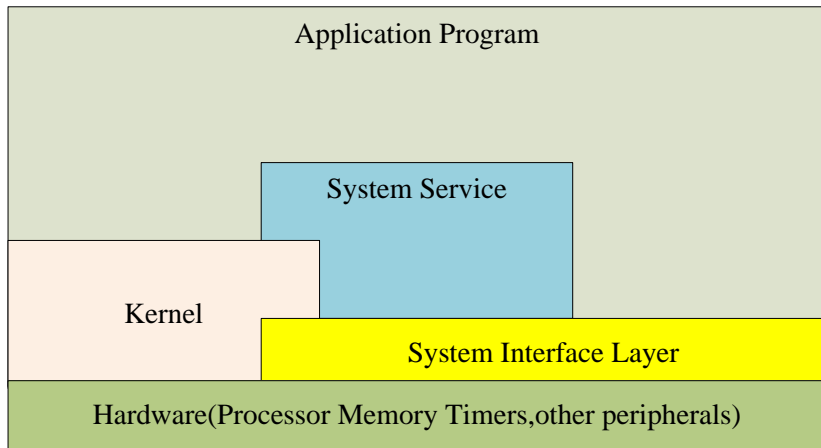 Application Program
System Service
Kernel
System Interface Layer
Hardware(Processor Memory Timers,other peripherals)